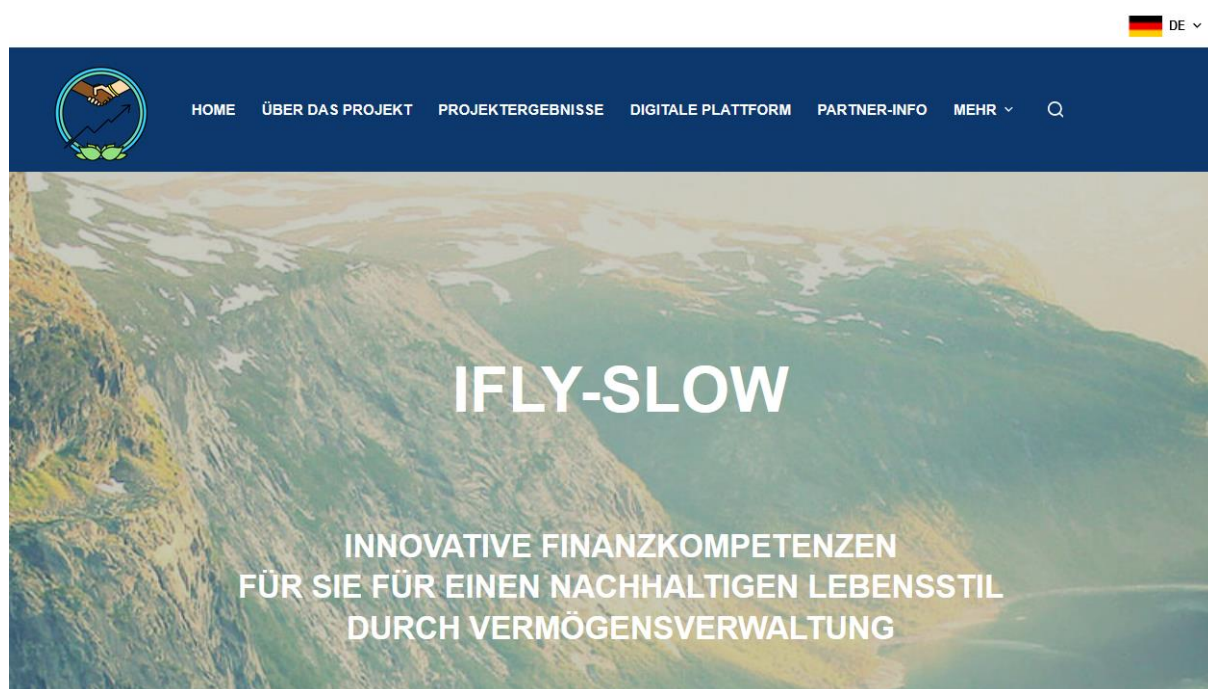 DE
HOME ÜBER DAS PROJEKT PROJEKTERGEBNISSE DIGITALE PLATTFORM PARTNER-INFO MEHR
IFLY-SLOW
INNOVATIVE FINANZKOMPETENZEN
FÜR SIE FÜR EINEN NACHHALTIGEN LEBENSSTIL
DURCH VERMÖGENSVERWALTUNG